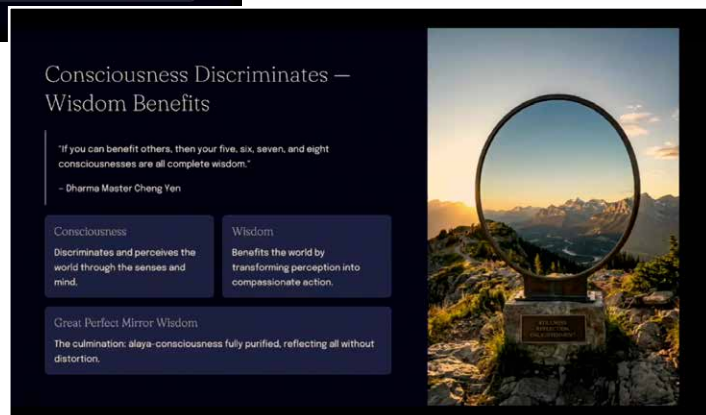 Consciousness Discriminates —
Wisdom Benefits
"If you can benefit others, then your five, six, seven, and eight
consciousnesses are all complete wisdom."
– Dharma Master Cheng Yen
Consciousness
Discriminates and perceives the
world through the senses and
mind.
Wisdom
Benefits the world by
transforming perception into
compassionate action.
Great Perfect Mirror Wisdom
The culmination: ālaya-consciousness fully purified, reflecting all without
distortion.
REFLECTION